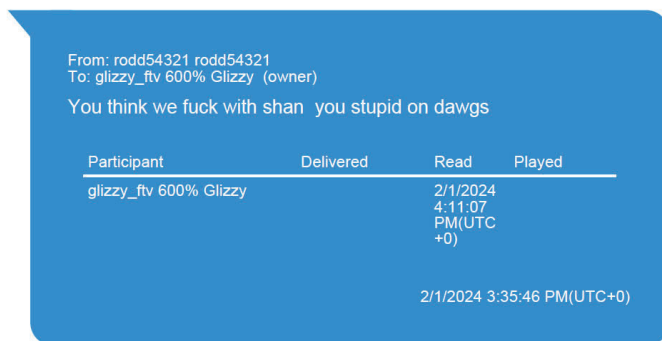 From: rodd54321 rodd54321
To: glizzy_ftv 600% Glizzy (owner)
You think we fuck with shan you stupid on dawgs
Participant Delivered Read Played
glizzy_ftv 600% Glizzy 2/1/2024
4:11:07
PM(UTC
+0)
2/1/2024 3:35:46 PM(UTC+0)